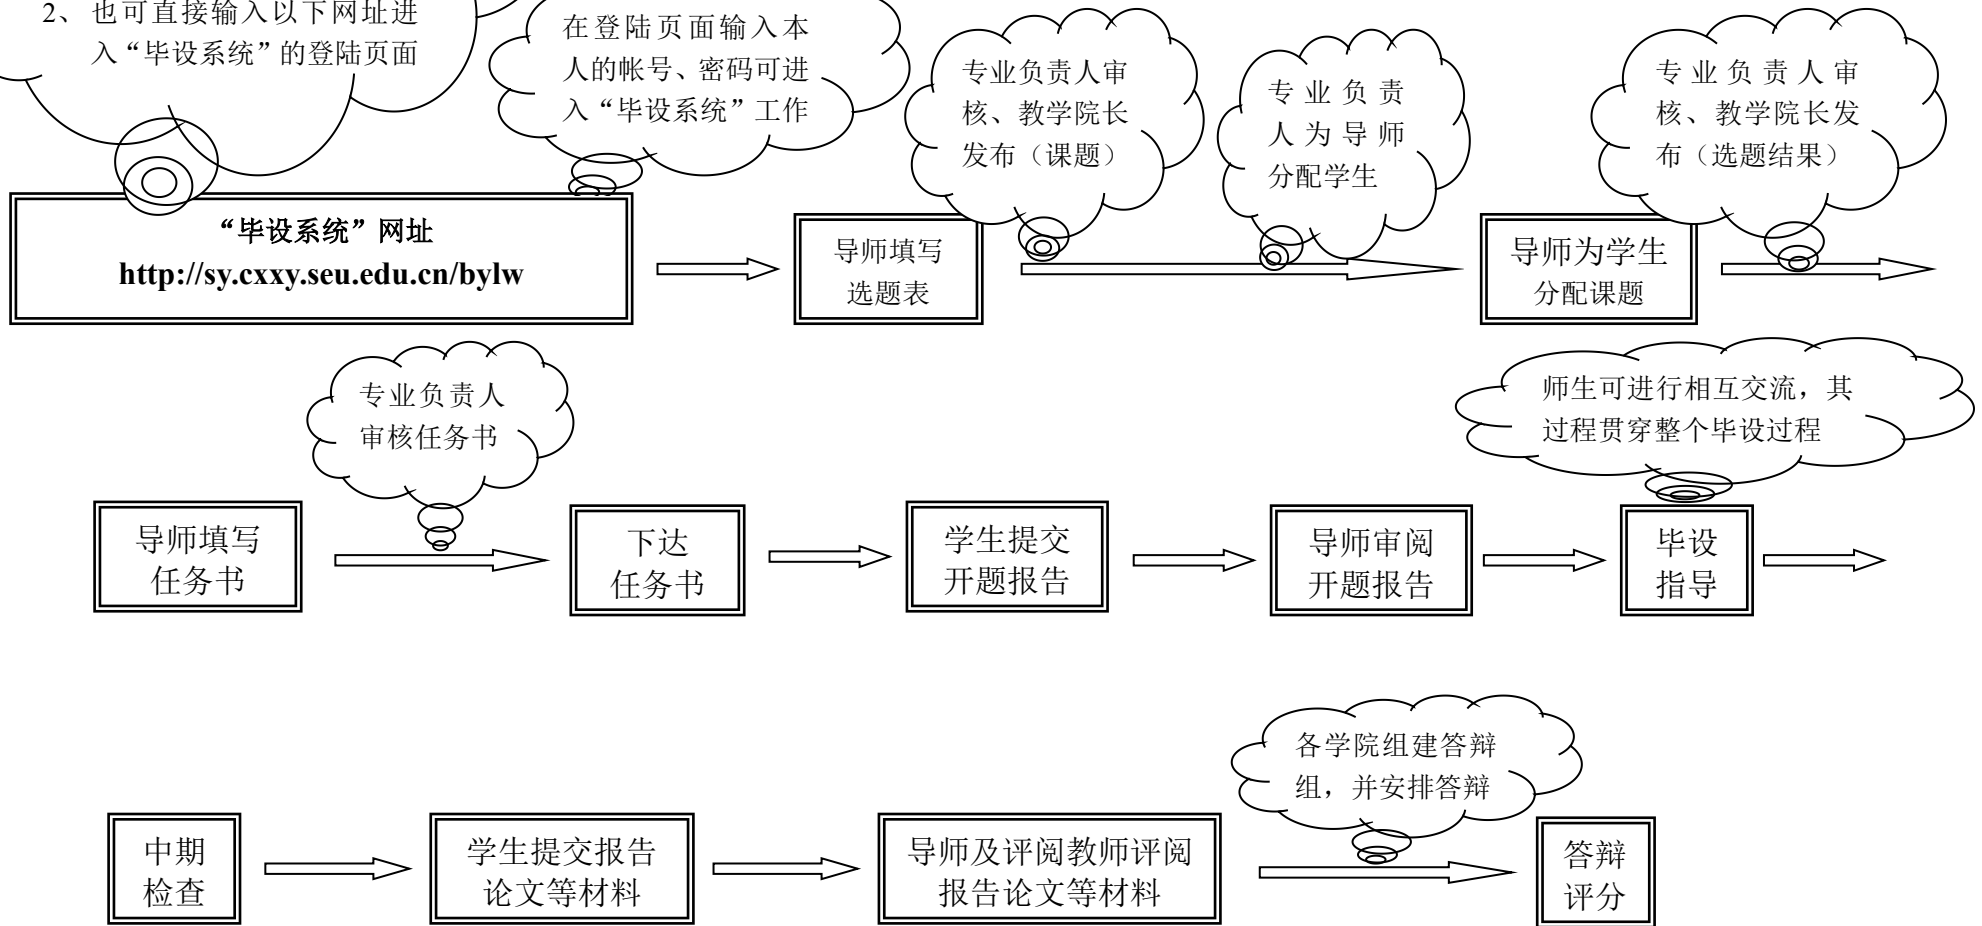 2、也可直接输入以下网址进
入“毕设系统”的登陆页面
在登陆页面输入本
人的帐号、密码可进
入“毕设系统”工作
专业负责人审
核、教学院长
发布（课题）
专业负责
人为导师
分配学生
专业负责人审
核、教学院长发
布（选题结果）
“毕设系统”网址
http://sy.cxxy.seu.edu.cn/bylw
导师填写
选题表
导师为学生
分配课题
专业负责人
审核任务书
师生可进行相互交流，其
过程贯穿整个毕设过程
导师填写
任务书
下达
任务书
学生提交
开题报告
导师审阅
开题报告
毕设
指导
各学院组建答辩
组，并安排答辩
中期
检查
学生提交报告
论文等材料
导师及评阅教师评阅
报告论文等材料
答辩
评分